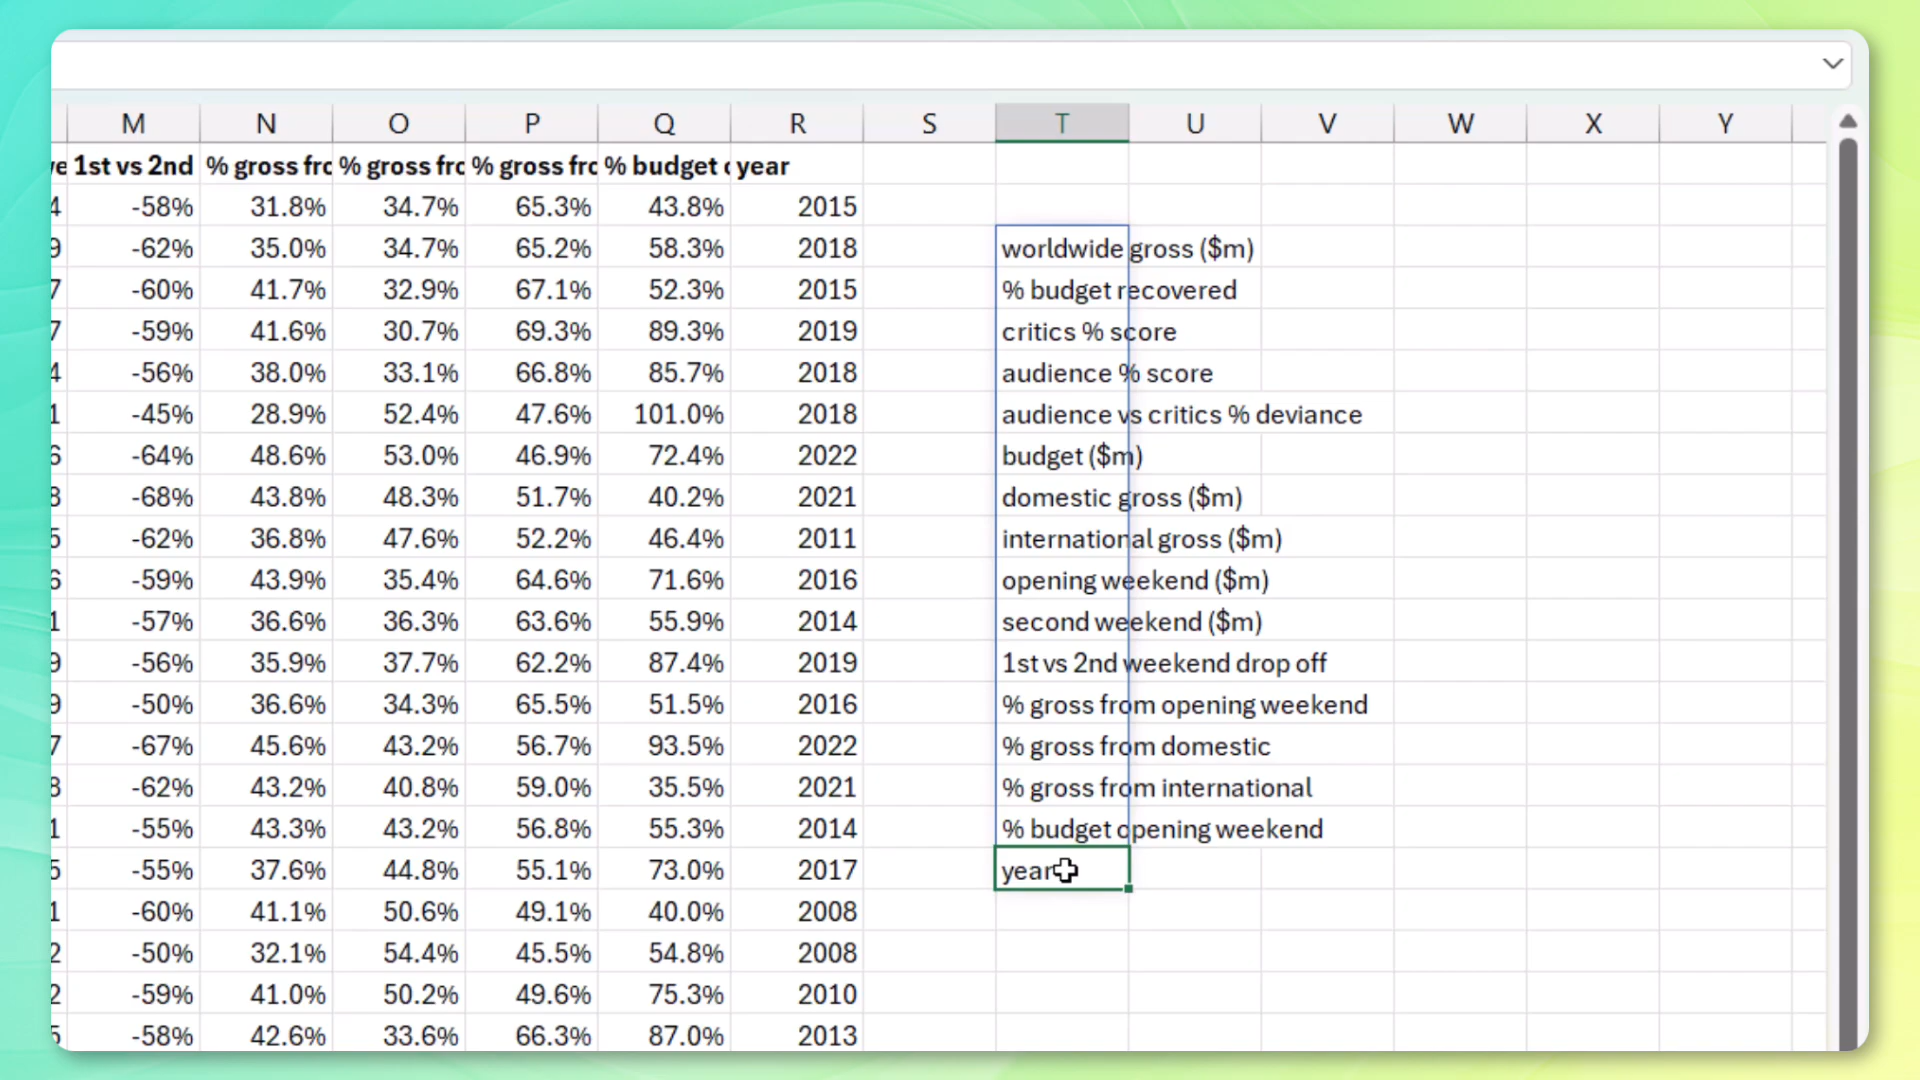 M N O P Q R S T U V W X Y
1st vs 2nd % gross fro % gross fro % gross fro % budget year
4 -58% 31.8% 34.7% 65.3% 43.8% 2015
9 -62% 35.0% 34.7% 65.2% 58.3% 2018 worldwide gross ($m)
7 -60% 41.7% 32.9% 67.1% 52.3% 2015 % budget recovered
7 -59% 41.6% 30.7% 69.3% 89.3% 2019 critics % score
4 -56% 38.0% 33.1% 66.8% 85.7% 2018 audience % score
1 -45% 28.9% 52.4% 47.6% 101.0% 2018 audience vs critics % deviance
6 -64% 48.6% 53.0% 46.9% 72.4% 2022 budget ($m)
8 -68% 43.8% 48.3% 51.7% 40.2% 2021 domestic gross ($m)
5 -62% 36.8% 47.6% 52.2% 46.4% 2011 international gross ($m)
6 -59% 43.9% 35.4% 64.6% 71.6% 2016 opening weekend ($m)
1 -57% 36.6% 36.3% 63.6% 55.9% 2014 second weekend ($m)
9 -56% 35.9% 37.7% 62.2% 87.4% 2019 1st vs 2nd weekend drop off
9 -50% 36.6% 34.3% 65.5% 51.5% 2016 % gross from opening weekend
7 -67% 45.6% 43.2% 56.7% 93.5% 2022 % gross from domestic
8 -62% 43.2% 40.8% 59.0% 35.5% 2021 % gross from international
1 -55% 43.3% 43.2% 56.8% 55.3% 2014 % budget opening weekend
5 -55% 37.6% 44.8% 55.1% 73.0% 2017 year
1 -60% 41.1% 50.6% 49.1% 40.0% 2008
2 -50% 32.1% 54.4% 45.5% 54.8% 2008
2 -59% 41.0% 50.2% 49.6% 75.3% 2010
5 -58% 42.6% 33.6% 66.3% 87.0% 2013